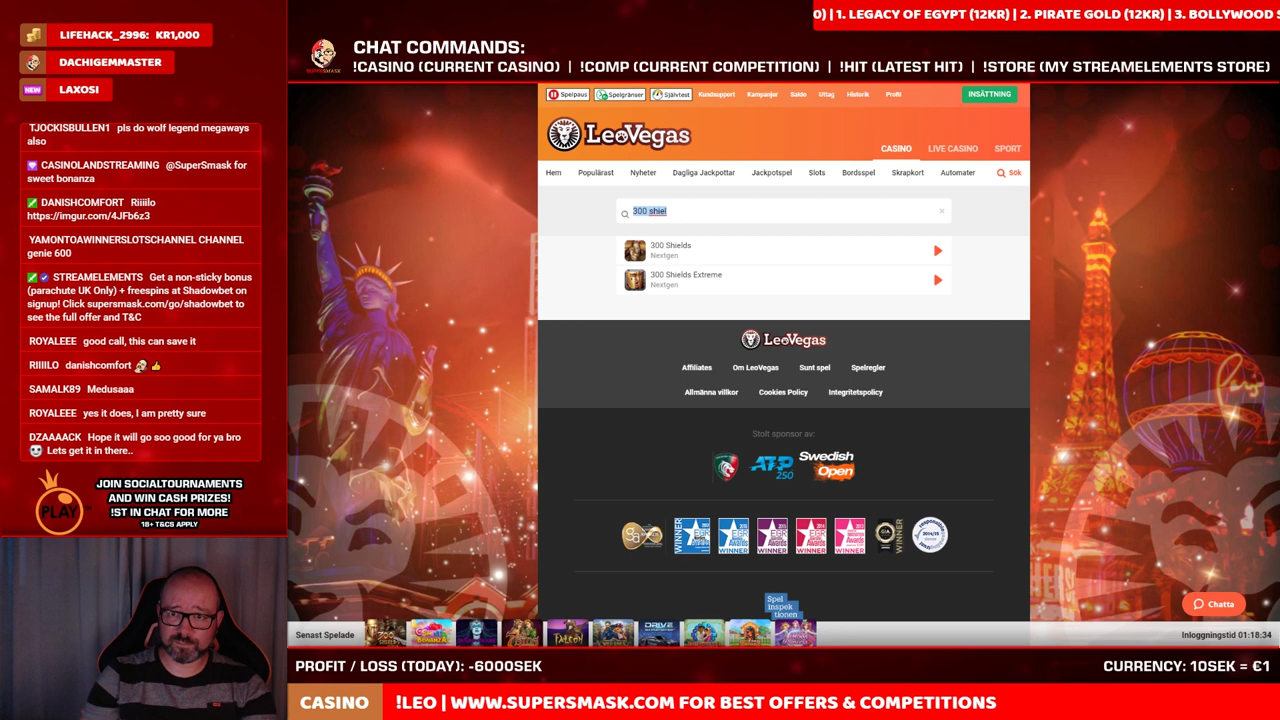 LIFEHACK_2996: KR1,000
DACHIGEMMASTER
NEW LAXOSI
TJOCKISBULLEN1 pls do wolf legend megaways
also
CASINOLANDSTREAMING @SuperSmask for
sweet bonanza
DANISHCOMFORT Riiiilo
https://imgur.com/4JFb6z3
YAMONTOAWINNERSLOTSCHANNEL CHANNEL
genie 600
STREAMELEMENTS Get a non-sticky bonus
(parachute UK Only) + freespins at Shadowbet on
signup! Click supersmask.com/go/shadowbet to
see the full offer and T&C
ROYALEEE good call, this can save it
RIIIILO danishcomfort
SAMALK89 Medusaaa
ROYALEEE yes it does, I am pretty sure
DZAAAACK Hope it will go soo good for ya bro
Lets get it in there..
PLAY
JOIN SOCIALTOURNAMENTS
AND WIN CASH PRIZES!
!ST IN CHAT FOR MORE
18+ T&CS APPLY
0) | 1. LEGACY OF EGYPT (12KR) | 2. PIRATE GOLD (12KR) | 3. BOLLYWOOD S
SUPERSMASK
CHAT COMMANDS:
!CASINO (CURRENT CASINO) | !COMP (CURRENT COMPETITION) | !HIT (LATEST HIT) | !STORE (MY STREAMELEMENTS STORE)
Spelpaus Spelgränser Självtest Kundsupport Kampanjer Saldo Uttag Historik Profil INSÄTTNING
LeoVegas
CASINO LIVE CASINO SPORT
Hem Populärast Nyheter Dagliga Jackpottar Jackpotspel Slots Bordsspel Skrapkort Automater Sök
300 shiel
300 Shields
Nextgen
300 Shields Extreme
Nextgen
LeoVegas
Affiliates Om LeoVegas Sunt spel Spelregler
Allmänna villkor Cookies Policy Integritetspolicy
Stolt sponsor av:
ATP 250
Swedish Open
WINNER
WINNER
WINNER
WINNER
WINNER
WINNER
Spel
inspek
tionen
Chatta
Senast Spelade
Inloggningstid 01:18:34
PROFIT / LOSS (TODAY): -6000SEK
CURRENCY: 10SEK = €1
CASINO !LEO | WWW.SUPERSMASK.COM FOR BEST OFFERS & COMPETITIONS